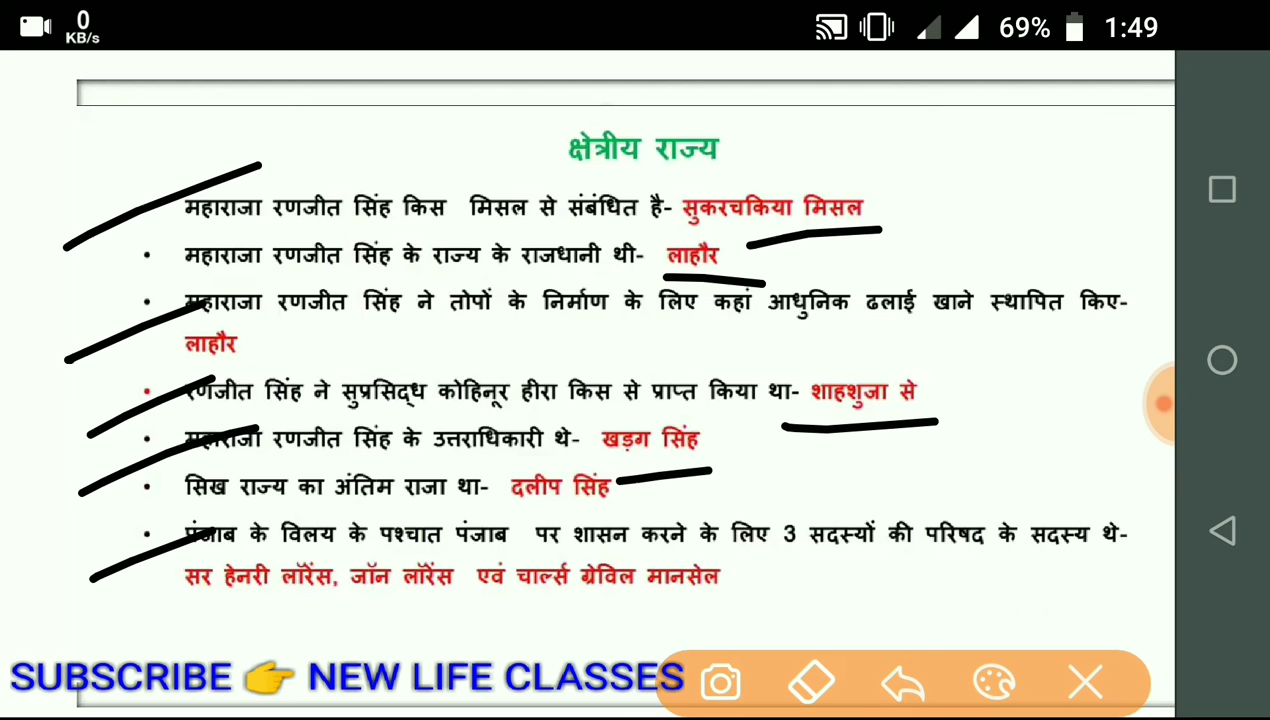 0
KB/s
69% 1:49
क्षेत्रीय राज्य
महाराजा रणजीत सिंह किस मिसल से संबंधित है- सुकरचकिया मिसल
• महाराजा रणजीत सिंह के राज्य के राजधानी थी- लाहौर
• महाराजा रणजीत सिंह ने तोपों के निर्माण के लिए कहां आधुनिक ढलाई खाने स्थापित किए-
लाहौर
• रणजीत सिंह ने सुप्रसिद्ध कोहिनूर हीरा किस से प्राप्त किया था- शाहशुजा से
• महाराजा रणजीत सिंह के उत्तराधिकारी थे- खड़ग सिंह
• सिख राज्य का अंतिम राजा था- दलीप सिंह
• पंजाब के विलय के पश्चात पंजाब पर शासन करने के लिए 3 सदस्यों की परिषद के सदस्य थे-
सर हेनरी लॉरेंस, जॉन लॉरेंस एवं चार्ल्स ग्रेविल मानसेल
SUBSCRIBE 👉 NEW LIFE CLASSES